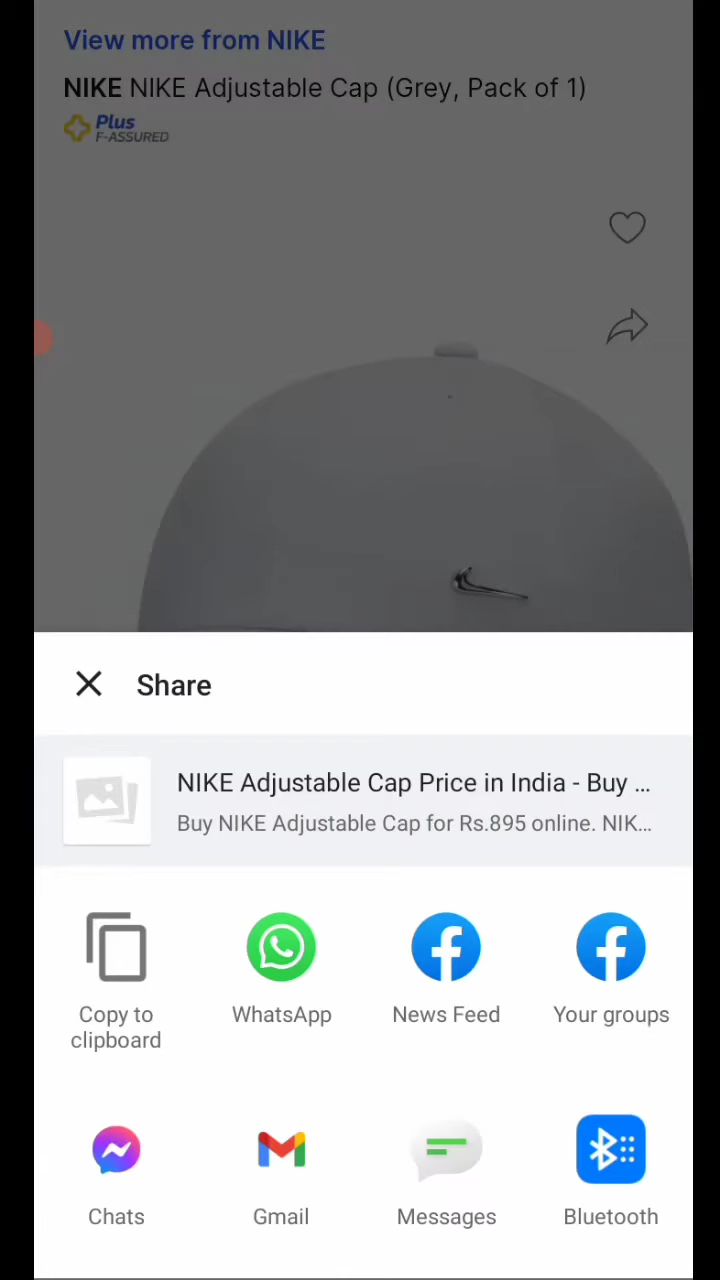 View more from NIKE
NIKE NIKE Adjustable Cap (Grey, Pack of 1)
Plus
F-ASSURED
Share
NIKE Adjustable Cap Price in India - Buy ...
Buy NIKE Adjustable Cap for Rs.895 online. NIK...
Copy to clipboard
WhatsApp
News Feed
Your groups
Chats
Gmail
Messages
Bluetooth